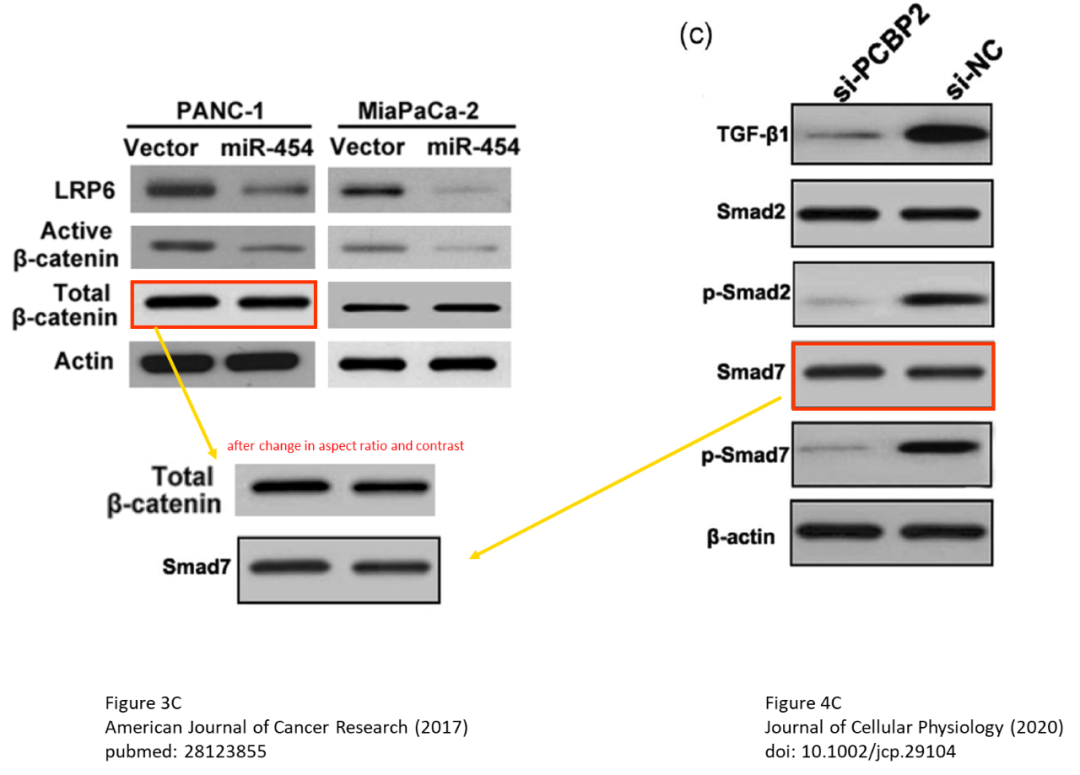 PANC-1 MiaPaCa-2
Vector miR-454 Vector miR-454
LRP6
Active
β-catenin
Total
β-catenin
Actin
after change in aspect ratio and contrast
Total
β-catenin
Smad7
Figure 3C
American Journal of Cancer Research (2017)
pubmed: 28123855
(c)
si-PCBP2 si-NC
TGF-β1
Smad2
p-Smad2
Smad7
p-Smad7
β-actin
Figure 4C
Journal of Cellular Physiology (2020)
doi: 10.1002/jcp.29104